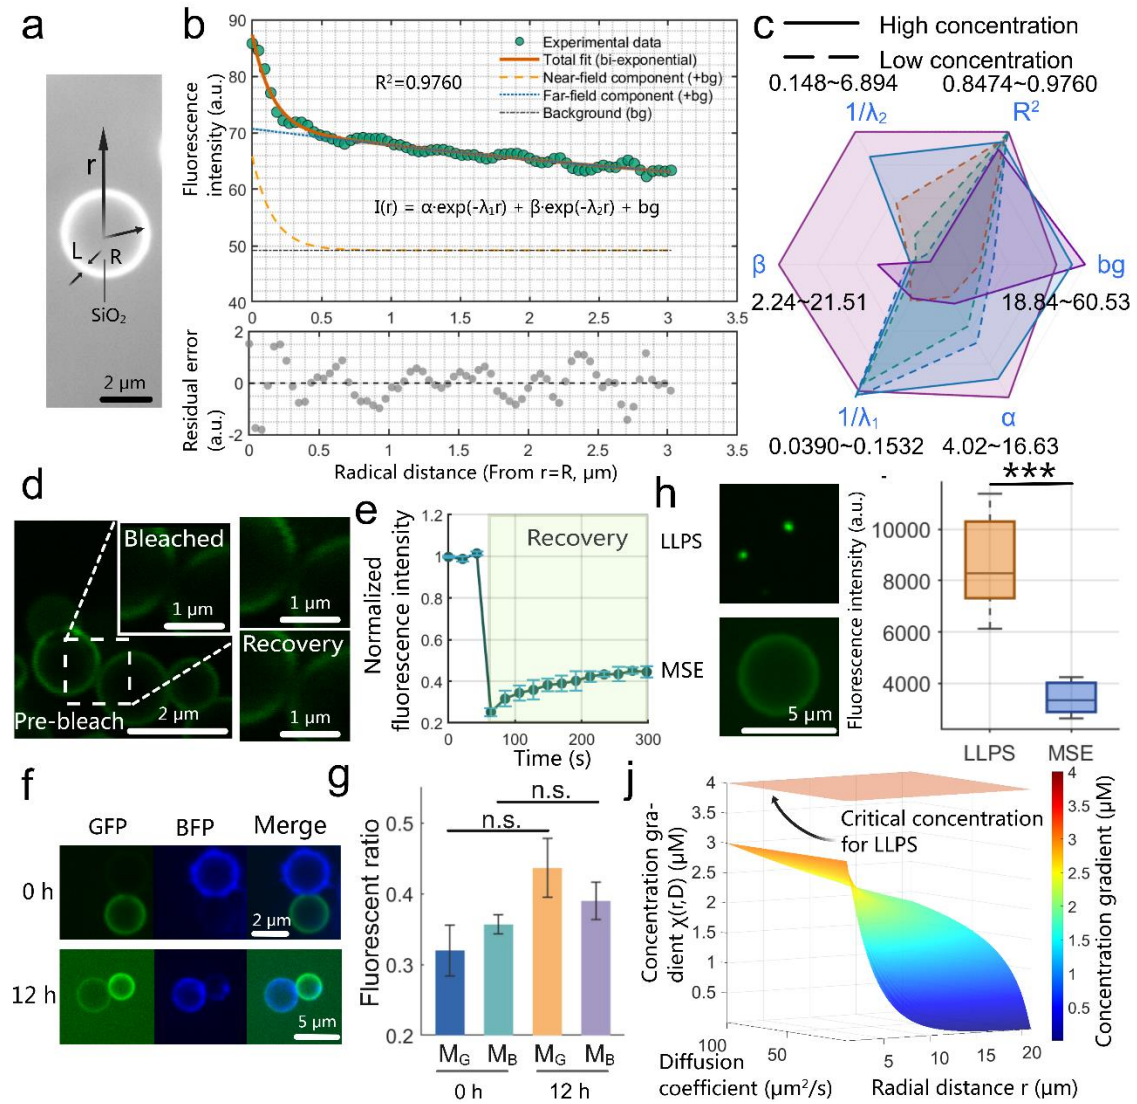 a
r
L
R
SiO₂
2 μm
b
Fluorescence
intensity (a.u.)
90
80
70
60
50
40
Experimental data
Total fit (bi-exponential)
Near-field component (+bg)
Far-field component (+bg)
Background (bg)
R²=0.9760
I(r) = α·exp(-λ₁r) + β·exp(-λ₂r) + bg
0 0.5 1 1.5 2 2.5 3 3.5
Residual error
(a.u.)
2
0
-2
0 0.5 1 1.5 2 2.5 3 3.5
Radical distance (From r=R, μm)
c
High concentration
Low concentration
0.148~6.894
0.8474~0.9760
1/λ₂
R²
β
bg
2.24~21.51
18.84~60.53
1/λ₁
α
0.0390~0.1532
4.02~16.63
d
Bleached
1 μm
1 μm
Recovery
1 μm
Pre-bleach
2 μm
e
Normalized
fluorescence intensity
1.2
1
0.8
0.6
0.4
0.2
Recovery
0 100 200 300
Time (s)
h
LLPS
MSE
5 μm
Fluorescence intensity (a.u.)
10000
8000
6000
4000
***
LLPS MSE
f
GFP BFP Merge
0 h
2 μm
12 h
5 μm
g
Fluorescent ratio
0.5
0.4
0.3
0.2
n.s.
n.s.
M_G M_B M_G M_B
0 h 12 h
j
Concentration gra-
dient χ(r,D) (μM)
4
3.5
3
2.5
2
1.5
1
0.5
Critical concentration
for LLPS
100
50
Diffusion
coefficient (μm²/s)
5 10 15 20
Radial distance r (μm)
4
3.5
3
2.5
2
1.5
1
0.5
Concentration gradient (μM)